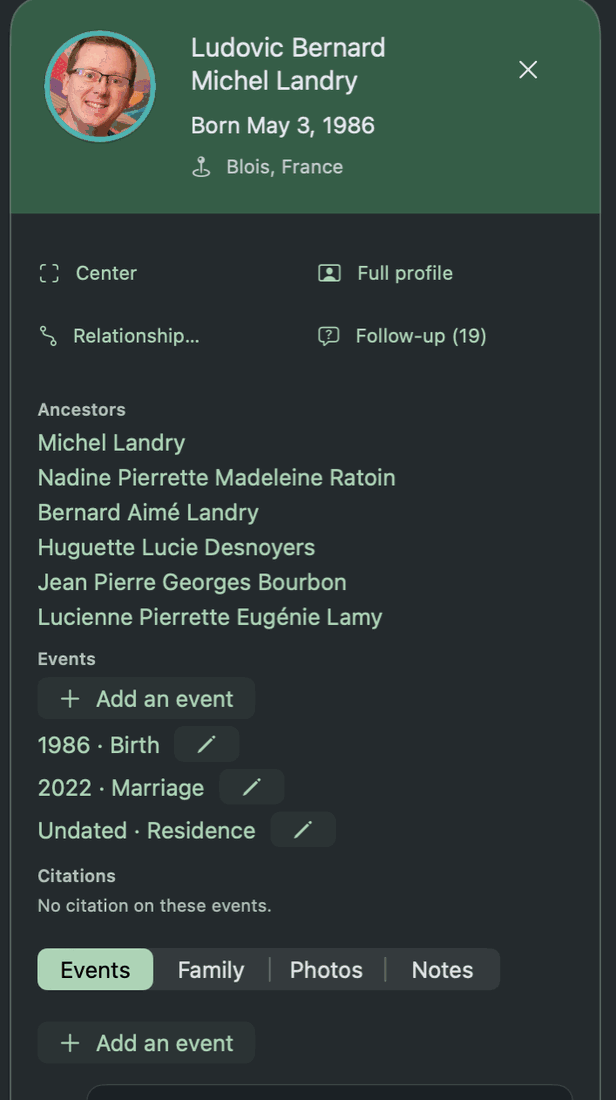 Ludovic Bernard
Michel Landry
Born May 3, 1986
Blois, France
Center
Full profile
Relationship...
Follow-up (19)
Ancestors
Michel Landry
Nadine Pierrette Madeleine Ratoin
Bernard Aimé Landry
Huguette Lucie Desnoyers
Jean Pierre Georges Bourbon
Lucienne Pierrette Eugénie Lamy
Events
+ Add an event
1986 · Birth
2022 · Marriage
Undated · Residence
Citations
No citation on these events.
Events
Family
Photos
Notes
+ Add an event